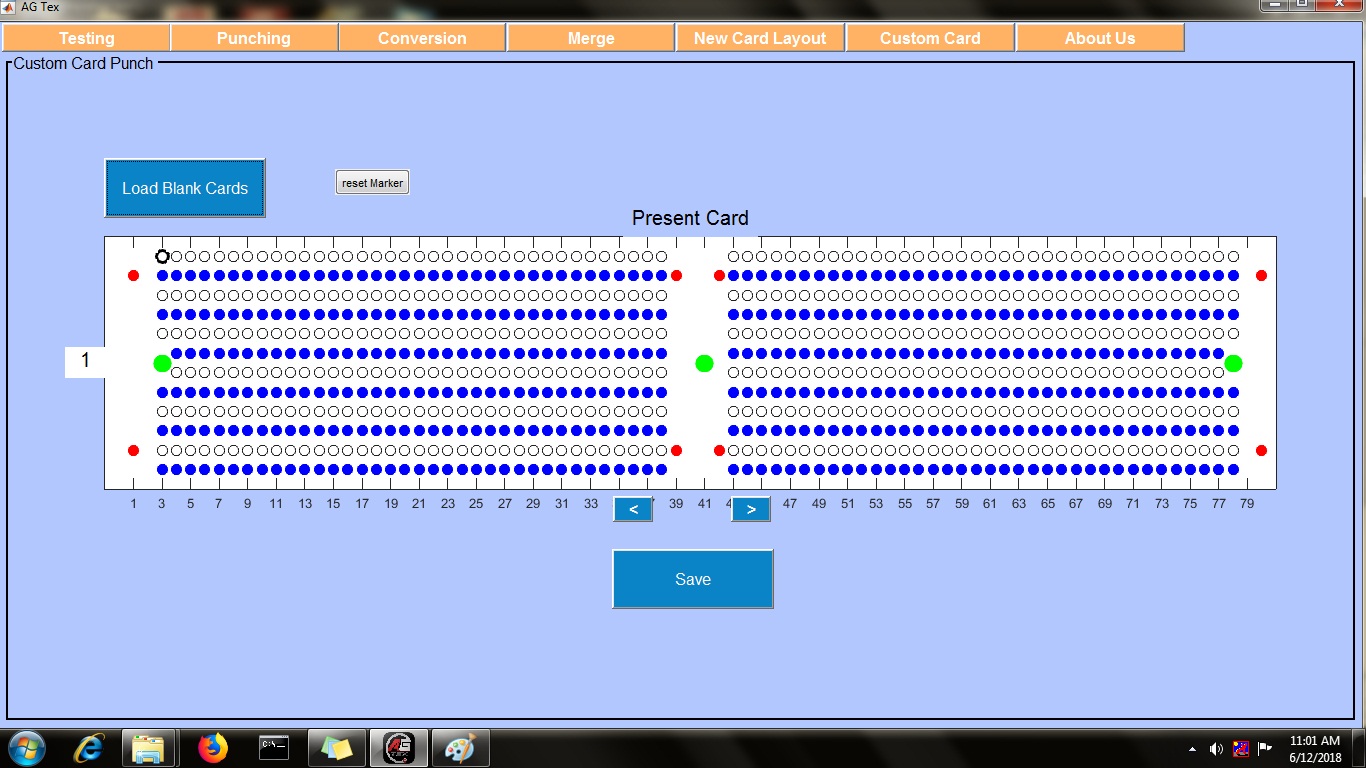 AG Tex
Testing Punching Conversion Merge New Card Layout Custom Card About Us
Custom Card Punch
Load Blank Cards
reset Marker
Present Card
1
1 3 5 7 9 11 13 15 17 19 21 23 25 27 29 31 33 39 41 47 49 51 53 55 57 59 61 63 65 67 69 71 73 75 77 79
< >
Save
C:\_
AG
11:01 AM
6/12/2018